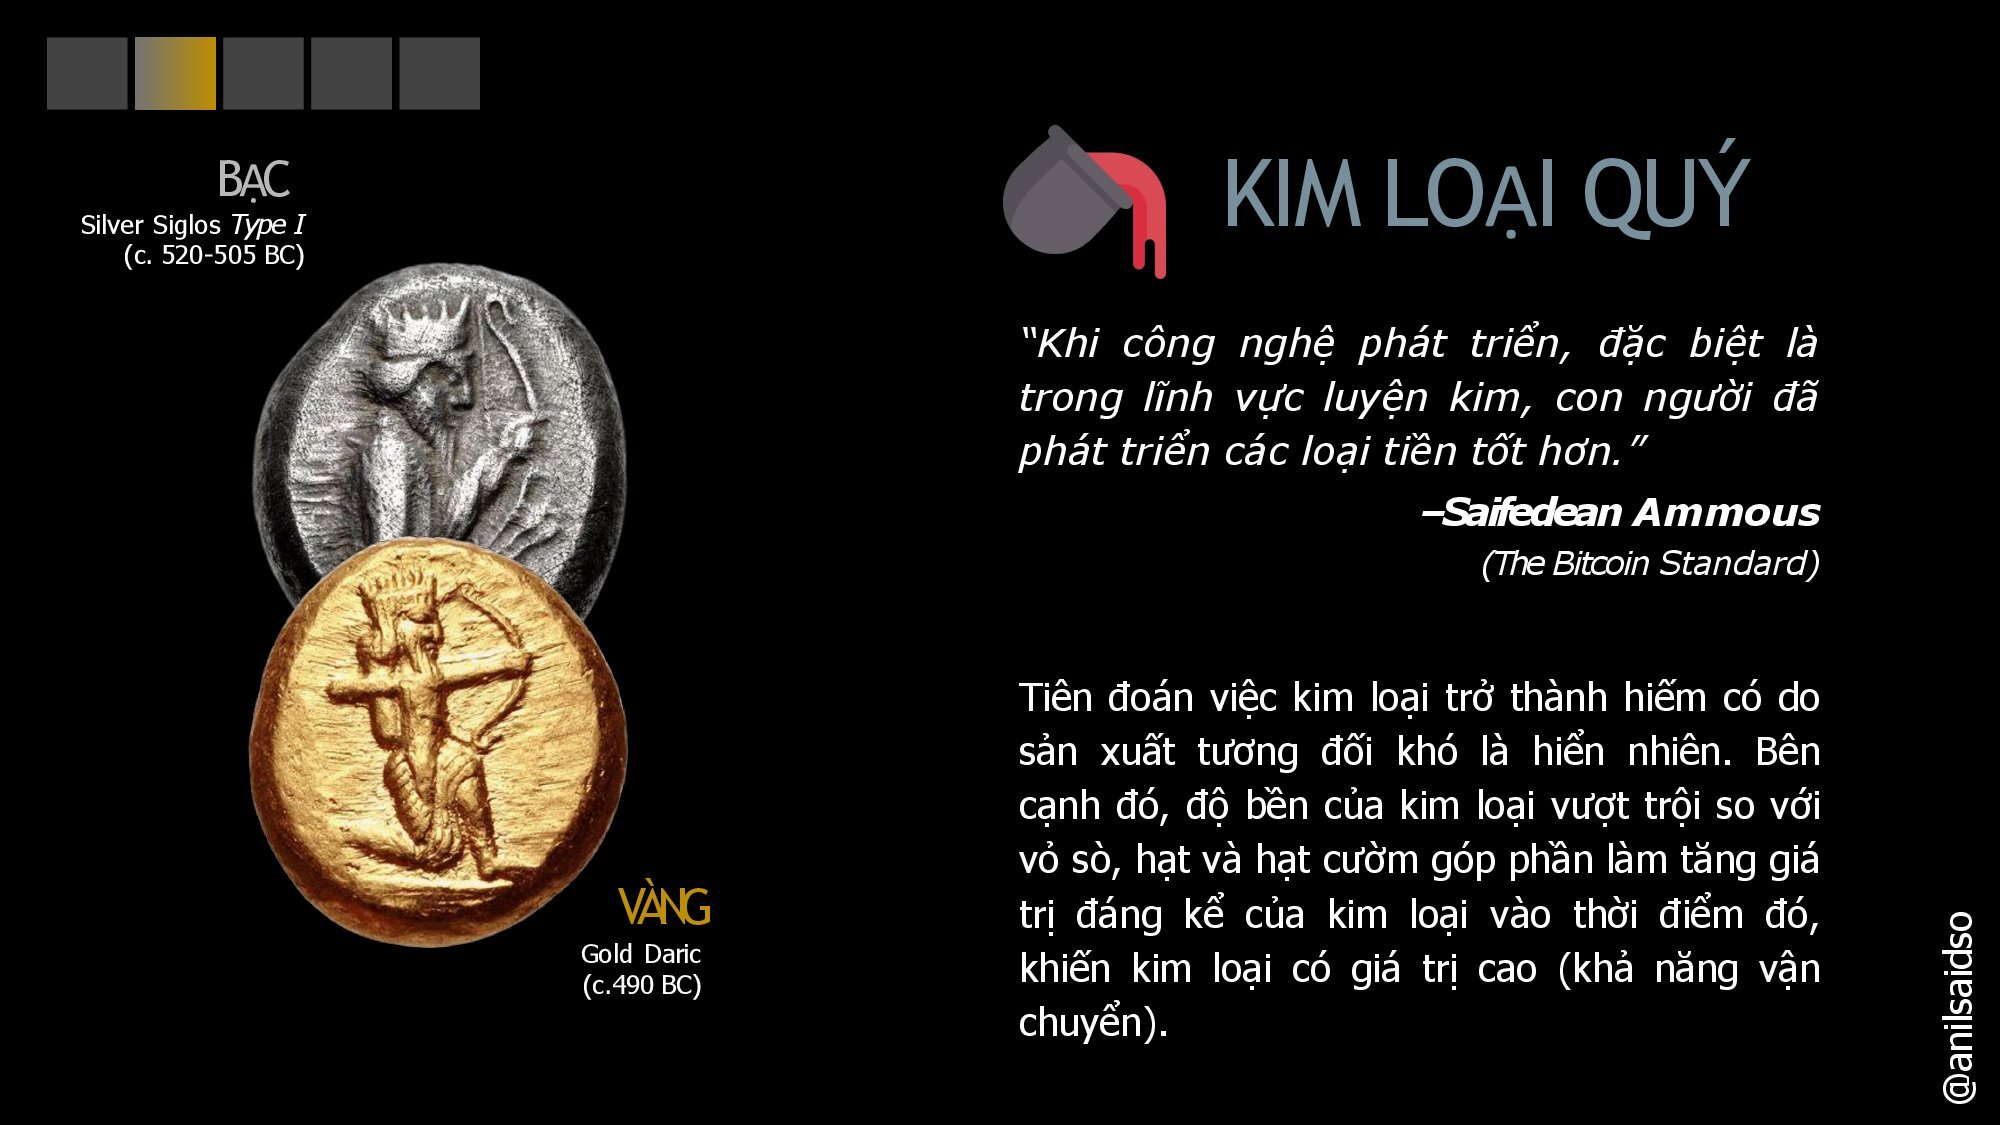 BẠC
Silver Siglos Type I
(c. 520-505 BC)
VÀNG
Gold Daric
(c.490 BC)
KIM LOẠI QUÝ
“Khi công nghệ phát triển, đặc biệt là
trong lĩnh vực luyện kim, con người đã
phát triển các loại tiền tốt hơn.”
–Saifedean Ammous
(The Bitcoin Standard)
Tiên đoán việc kim loại trở thành hiếm có do
sản xuất tương đối khó là hiển nhiên. Bên
cạnh đó, độ bền của kim loại vượt trội so với
vỏ sò, hạt và hạt cườm góp phần làm tăng giá
trị đáng kể của kim loại vào thời điểm đó,
khiến kim loại có giá trị cao (khả năng vận
chuyển).
@anilsaidso